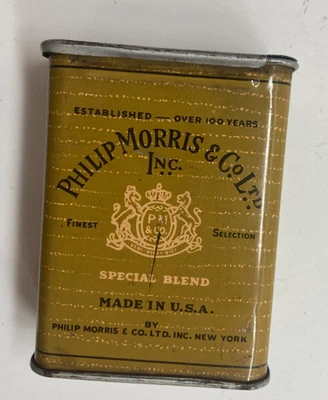 ESTABLISHED — OVER 100 YEARS
PHILIP MORRIS & CO. LTD.
INC.
FINEST
SELECTION
P M
& CO.
SPECIAL BLEND
MADE IN U.S.A.
BY
PHILIP MORRIS & CO. LTD. INC. NEW YORK